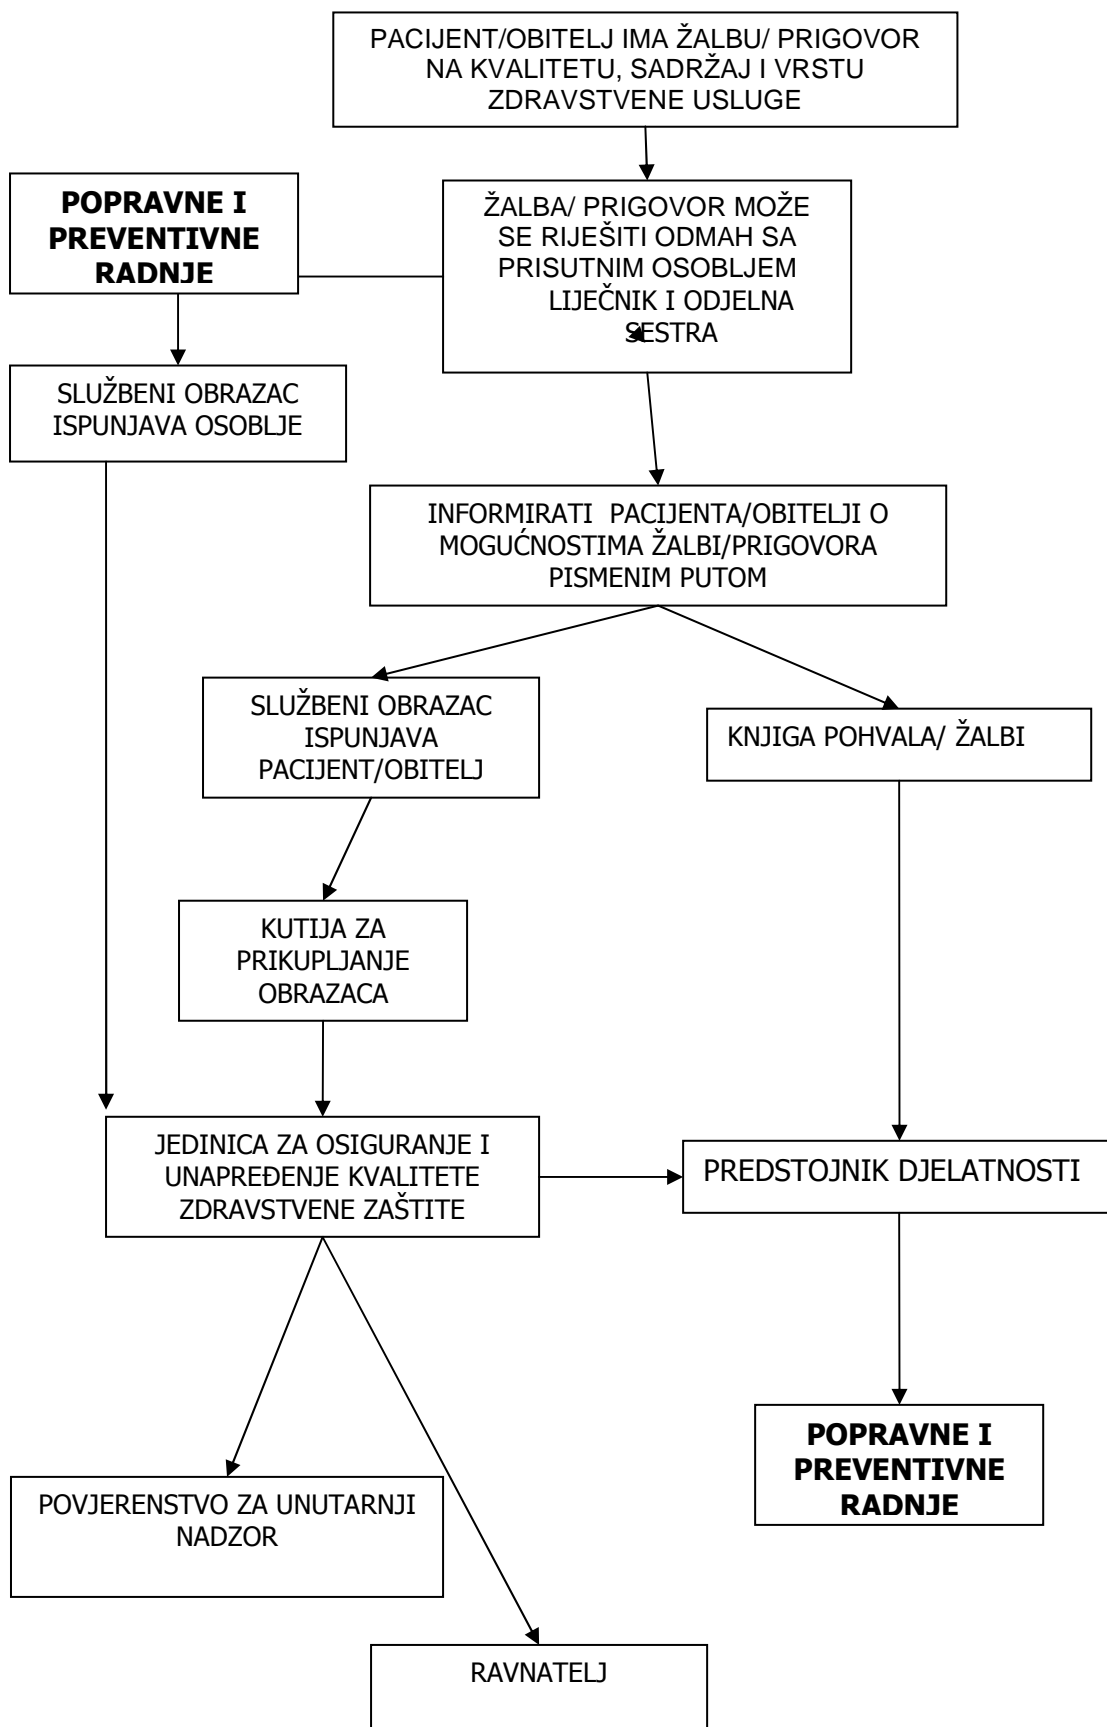 PACIJENT/OBITELJ IMA ŽALBU/ PRIGOVOR
NA KVALITETU, SADRŽAJ I VRSTU
ZDRAVSTVENE USLUGE
POPRAVNE I
PREVENTIVNE
RADNJE
ŽALBA/ PRIGOVOR MOŽE
SE RIJEŠITI ODMAH SA
PRISUTNIM OSOBLJEM
LIJEČNIK I ODJELNA
SESTRA
SLUŽBENI OBRAZAC
ISPUNJAVA OSOBLJE
INFORMIRATI  PACIJENTA/OBITELJI O
MOGUĆNOSTIMA ŽALBI/PRIGOVORA
PISMENIM PUTOM
SLUŽBENI OBRAZAC
ISPUNJAVA
PACIJENT/OBITELJ
KNJIGA POHVALA/ ŽALBI
KUTIJA ZA
PRIKUPLJANJE
OBRAZACA
JEDINICA ZA OSIGURANJE I
UNAPREĐENJE KVALITETE
ZDRAVSTVENE ZAŠTITE
PREDSTOJNIK DJELATNOSTI
POPRAVNE I
PREVENTIVNE
RADNJE
POVJERENSTVO ZA UNUTARNJI
NADZOR
RAVNATELJ